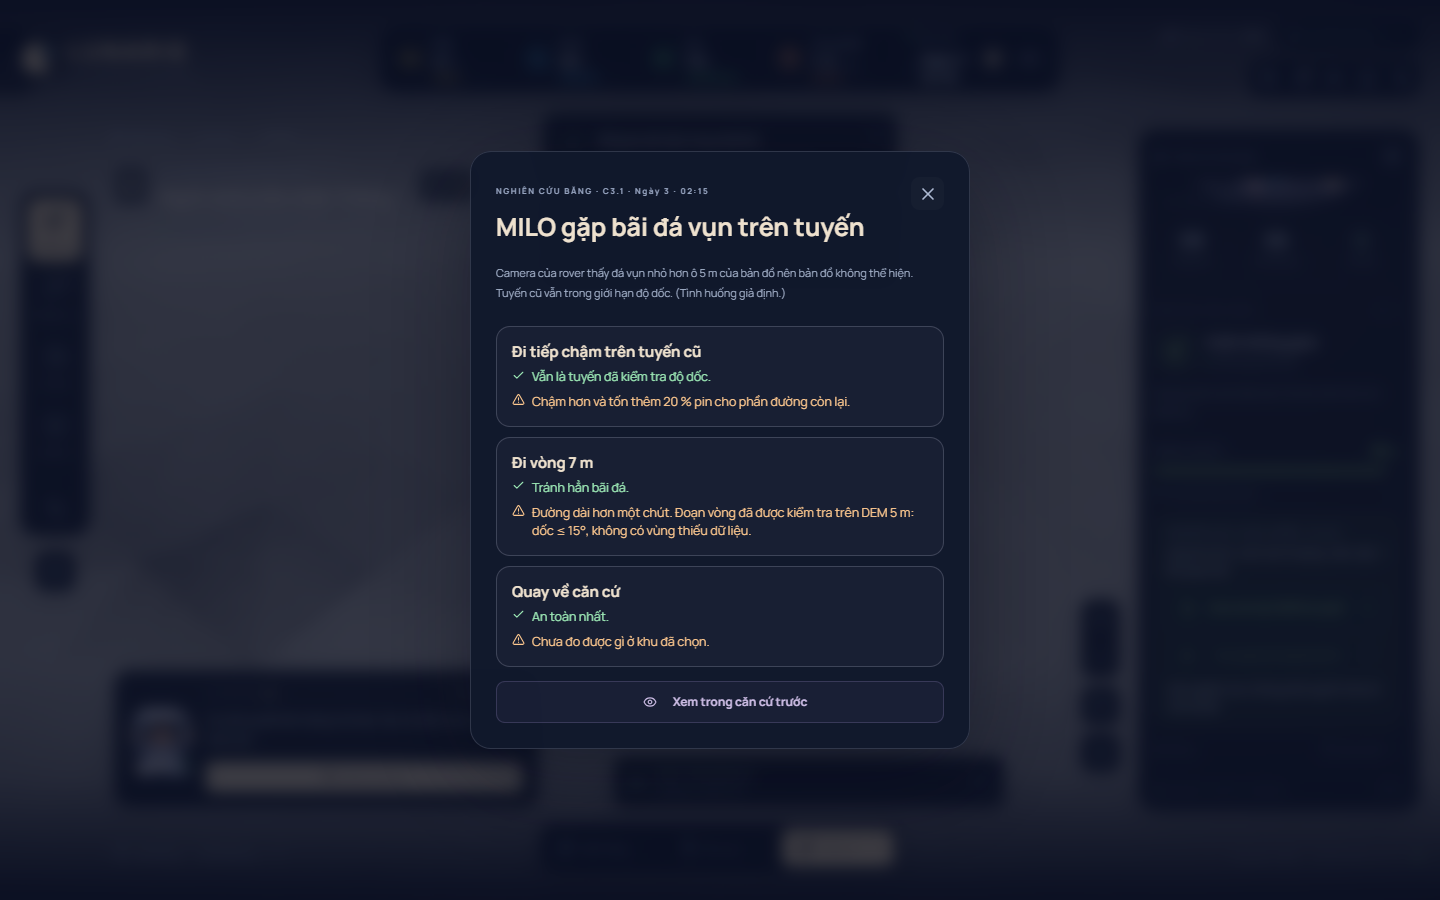 NGHIÊN CỨU BĂNG · C3.1 · Ngày 3 · 02:15
MILO gặp bãi đá vụn trên tuyến
Camera của rover thấy đá vụn nhỏ hơn ô 5 m của bản đồ nên bản đồ không thể hiện.
Tuyến cũ vẫn trong giới hạn độ dốc. (Tình huống giả định.)
Đi tiếp chậm trên tuyến cũ
Vẫn là tuyến đã kiểm tra độ dốc.
Chậm hơn và tốn thêm 20 % pin cho phần đường còn lại.
Đi vòng 7 m
Tránh hẳn bãi đá.
Đường dài hơn một chút. Đoạn vòng đã được kiểm tra trên DEM 5 m:
dốc ≤ 15°, không có vùng thiếu dữ liệu.
Quay về căn cứ
An toàn nhất.
Chưa đo được gì ở khu đã chọn.
Xem trong căn cứ trước